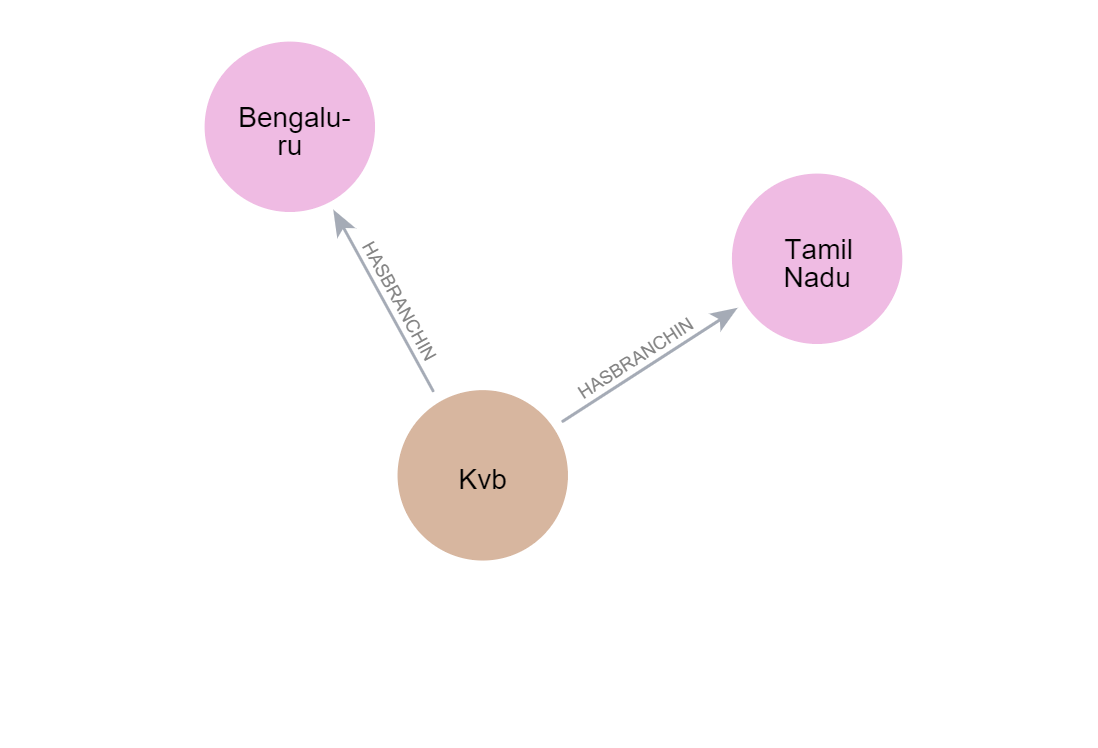 Bengalu-
ru
HASBRANCHIN
Tamil
Nadu
HASBRANCHIN
Kvb